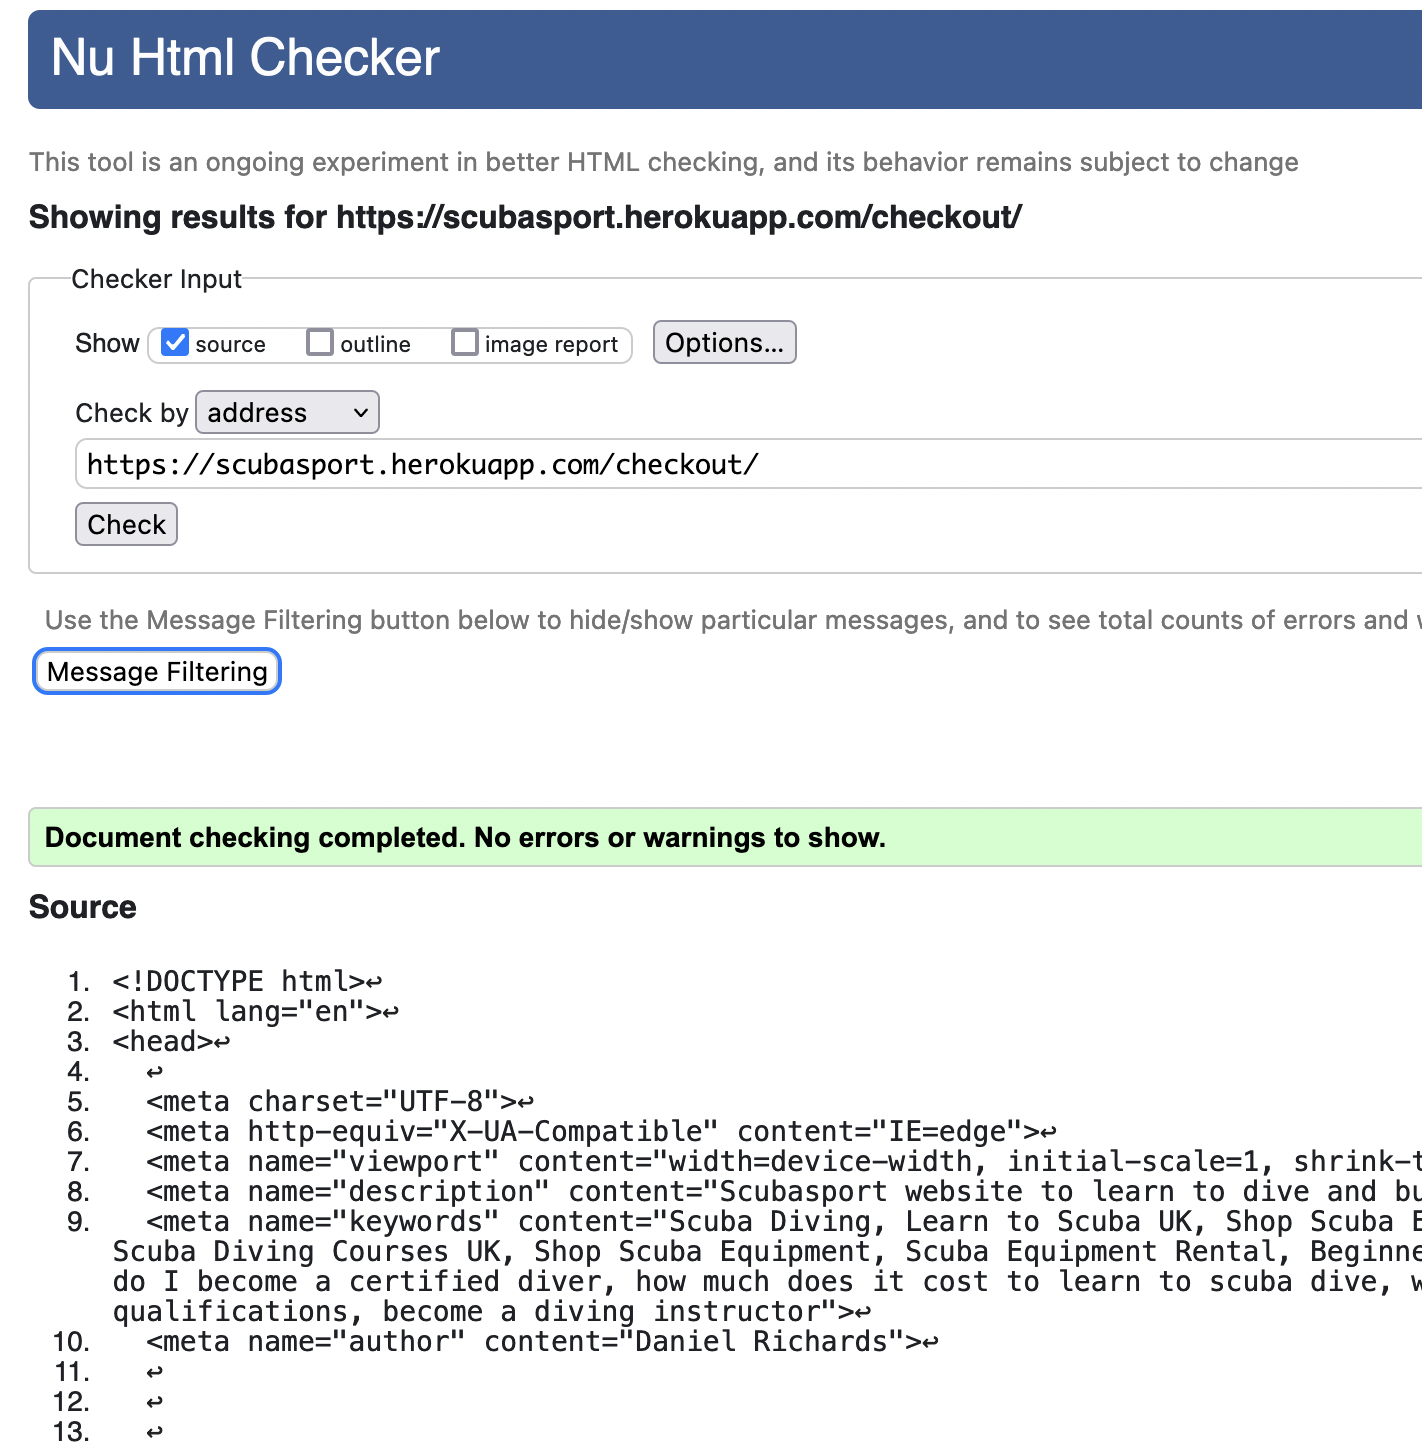 Nu Html Checker
This tool is an ongoing experiment in better HTML checking, and its behavior remains subject to change
Showing results for https://scubasport.herokuapp.com/checkout/
Checker Input
Show source outline image report Options...
Check by address
https://scubasport.herokuapp.com/checkout/
Check
Use the Message Filtering button below to hide/show particular messages, and to see total counts of errors and
Message Filtering
Document checking completed. No errors or warnings to show.
Source
1. <!DOCTYPE html>↩
2. <html lang="en">↩
3. <head>↩
4. ↩
5. <meta charset="UTF-8">↩
6. <meta http-equiv="X-UA-Compatible" content="IE=edge">↩
7. <meta name="viewport" content="width=device-width, initial-scale=1, shrink-t
8. <meta name="description" content="Scubasport website to learn to dive and bu
9. <meta name="keywords" content="Scuba Diving, Learn to Scuba UK, Shop Scuba E
Scuba Diving Courses UK, Shop Scuba Equipment, Scuba Equipment Rental, Beginne
do I become a certified diver, how much does it cost to learn to scuba dive, w
qualifications, become a diving instructor">↩
10. <meta name="author" content="Daniel Richards">↩
11. ↩
12. ↩
13. ↩